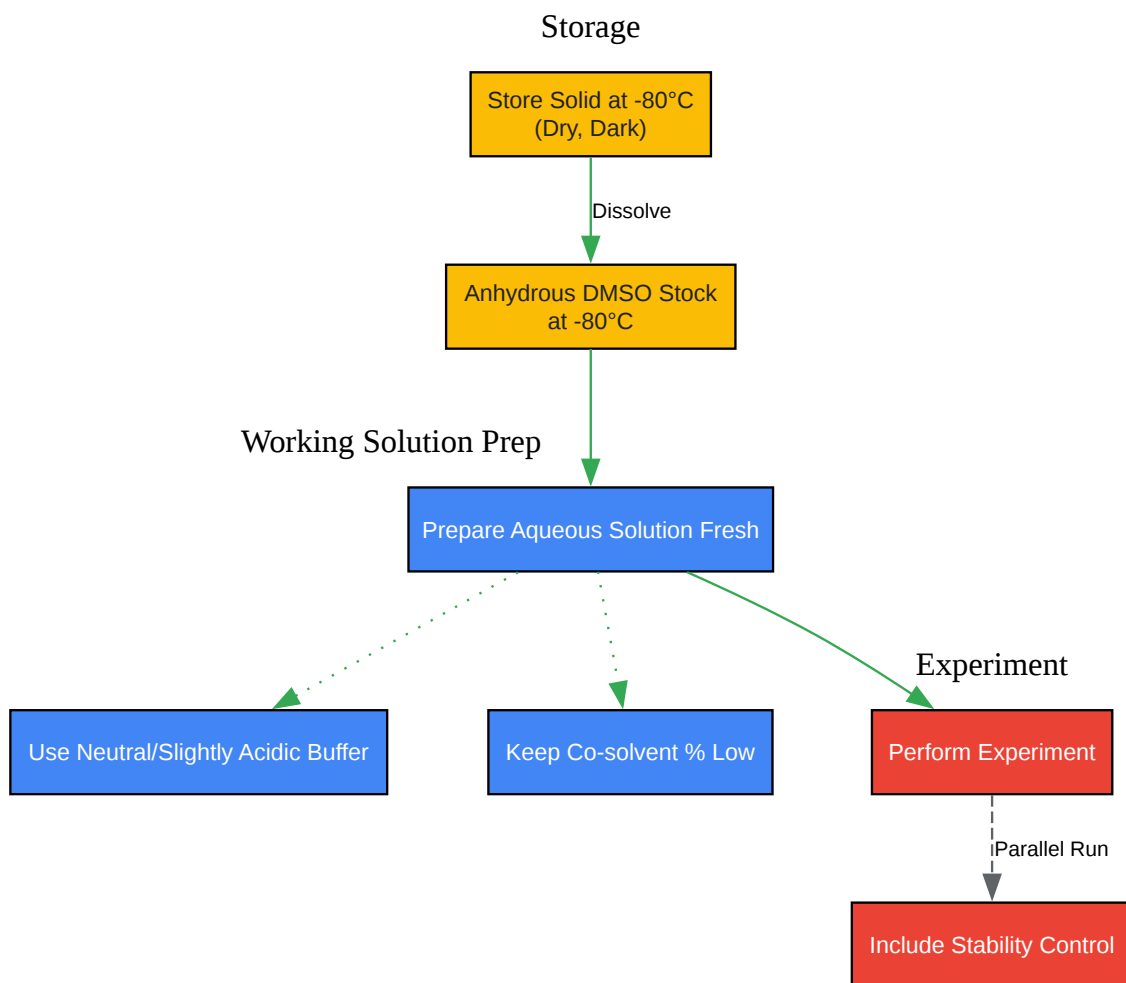 Storage
Store Solid at -80°C
(Dry, Dark)
Dissolve
Anhydrous DMSO Stock
at -80°C
Working Solution Prep
Prepare Aqueous Solution Fresh
Experiment
Use Neutral/Slightly Acidic Buffer
Keep Co-solvent % Low
Perform Experiment
Parallel Run
Include Stability Control